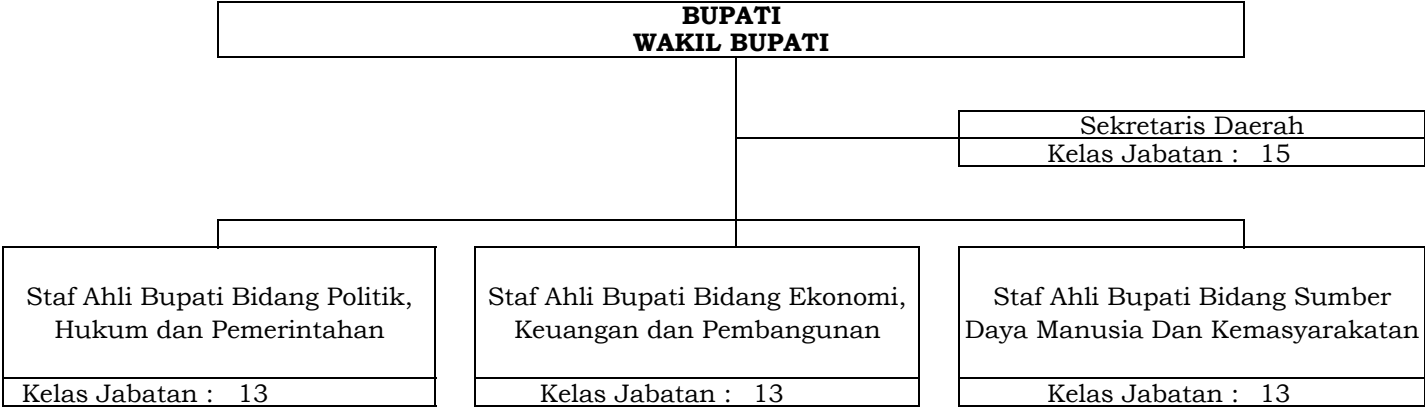 BUPATI
WAKIL BUPATI
Sekretaris Daerah
Kelas Jabatan : 15
Staf Ahli Bupati Bidang Politik,
Hukum dan Pemerintahan
Kelas Jabatan : 13
Staf Ahli Bupati Bidang Ekonomi,
Keuangan dan Pembangunan
Kelas Jabatan : 13
Staf Ahli Bupati Bidang Sumber
Daya Manusia Dan Kemasyarakatan
Kelas Jabatan : 13